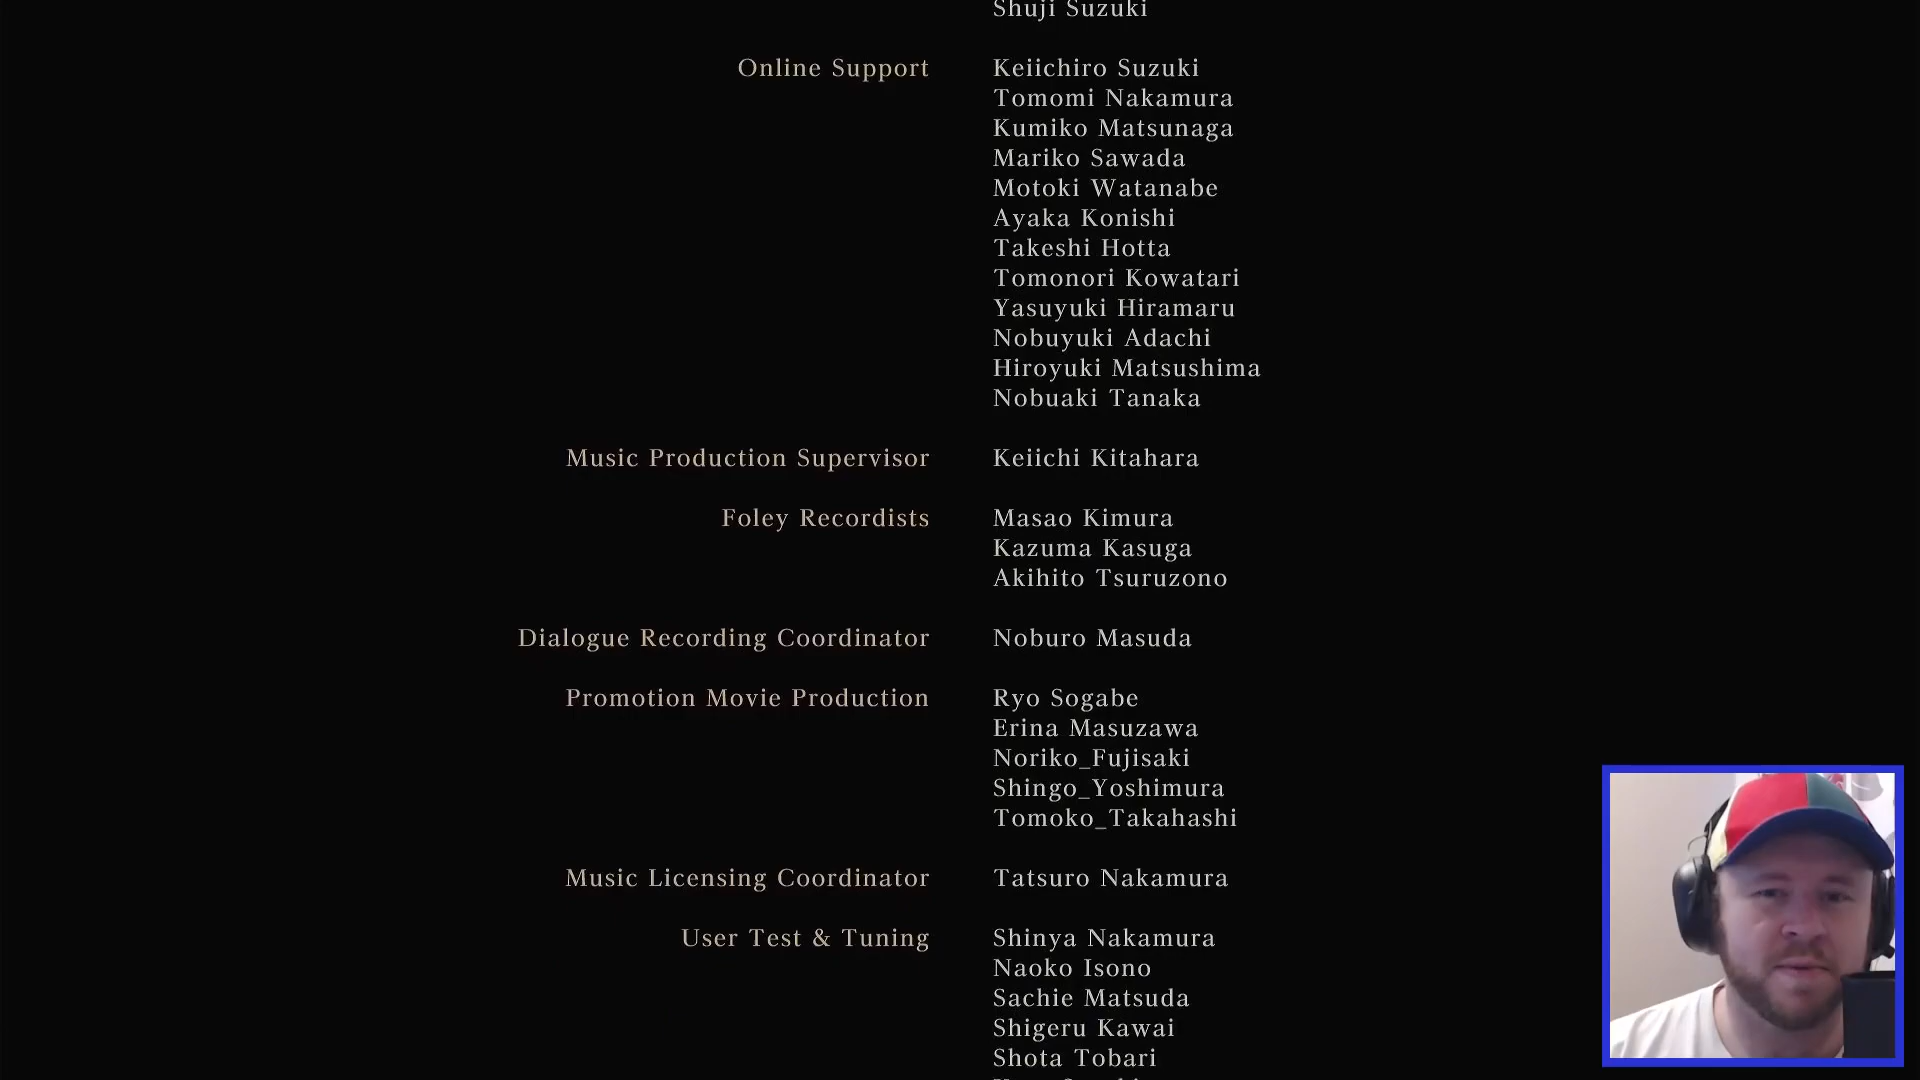 Shuji Suzuki
Online Support Keiichiro Suzuki
Tomomi Nakamura
Kumiko Matsunaga
Mariko Sawada
Motoki Watanabe
Ayaka Konishi
Takeshi Hotta
Tomonori Kowatari
Yasuyuki Hiramaru
Nobuyuki Adachi
Hiroyuki Matsushima
Nobuaki Tanaka
Music Production Supervisor Keiichi Kitahara
Foley Recordists Masao Kimura
Kazuma Kasuga
Akihito Tsuruzono
Dialogue Recording Coordinator Noburo Masuda
Promotion Movie Production Ryo Sogabe
Erina Masuzawa
Noriko_Fujisaki
Shingo_Yoshimura
Tomoko_Takahashi
Music Licensing Coordinator Tatsuro Nakamura
User Test & Tuning Shinya Nakamura
Naoko Isono
Sachie Matsuda
Shigeru Kawai
Shota Tobari